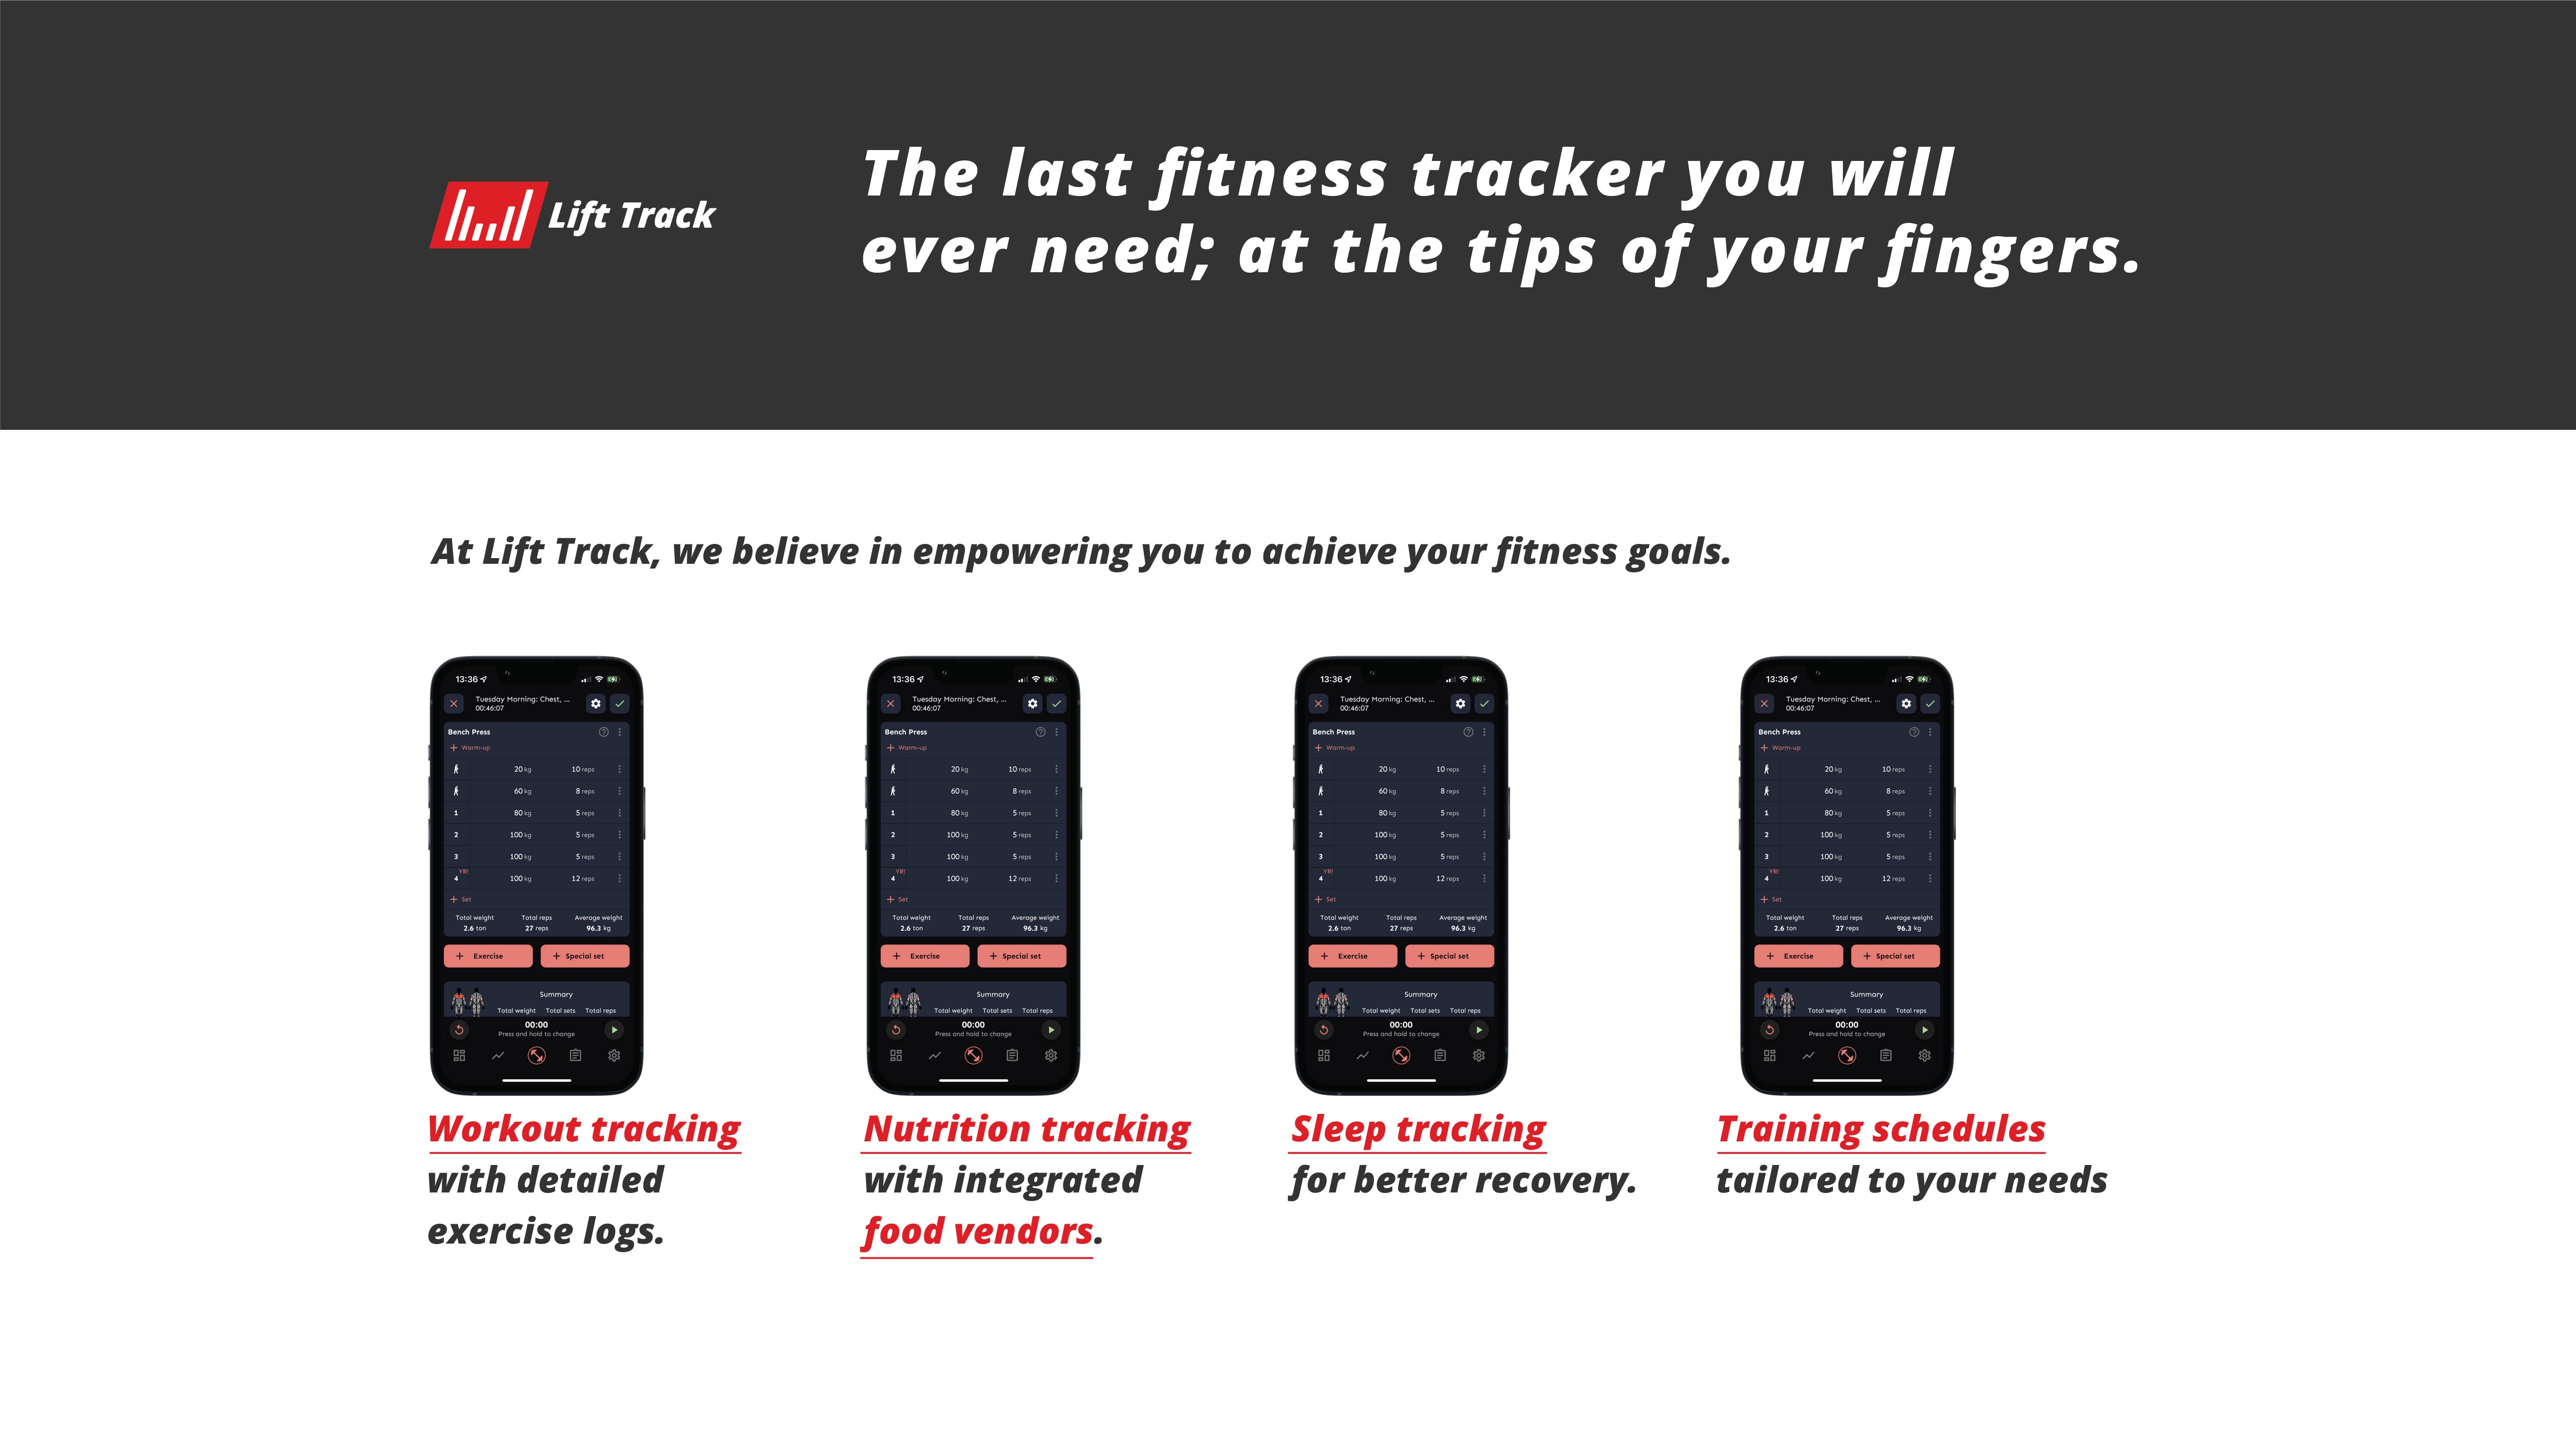 Lift Track
The last fitness tracker you will
ever need; at the tips of your fingers.
At Lift Track, we believe in empowering you to achieve your fitness goals.
13:36
Tuesday Morning: Chest, ...
00:46:07
Bench Press
+ Warm-up
20 kg 10 reps
60 kg 8 reps
1 80 kg 5 reps
2 100 kg 5 reps
3 100 kg 5 reps
YR!
4 100 kg 12 reps
+ Set
Total weight Total reps Average weight
2.6 ton 27 reps 96.3 kg
+ Exercise + Special set
Summary
Total weight Total sets Total reps
00:00
Press and hold to change
Workout tracking
with detailed
exercise logs.
13:36
Tuesday Morning: Chest, ...
00:46:07
Bench Press
+ Warm-up
20 kg 10 reps
60 kg 8 reps
1 80 kg 5 reps
2 100 kg 5 reps
3 100 kg 5 reps
YR!
4 100 kg 12 reps
+ Set
Total weight Total reps Average weight
2.6 ton 27 reps 96.3 kg
+ Exercise + Special set
Summary
Total weight Total sets Total reps
00:00
Press and hold to change
Nutrition tracking
with integrated
food vendors.
13:36
Tuesday Morning: Chest, ...
00:46:07
Bench Press
+ Warm-up
20 kg 10 reps
60 kg 8 reps
1 80 kg 5 reps
2 100 kg 5 reps
3 100 kg 5 reps
YR!
4 100 kg 12 reps
+ Set
Total weight Total reps Average weight
2.6 ton 27 reps 96.3 kg
+ Exercise + Special set
Summary
Total weight Total sets Total reps
00:00
Press and hold to change
Sleep tracking
for better recovery.
13:36
Tuesday Morning: Chest, ...
00:46:07
Bench Press
+ Warm-up
20 kg 10 reps
60 kg 8 reps
1 80 kg 5 reps
2 100 kg 5 reps
3 100 kg 5 reps
YR!
4 100 kg 12 reps
+ Set
Total weight Total reps Average weight
2.6 ton 27 reps 96.3 kg
+ Exercise + Special set
Summary
Total weight Total sets Total reps
00:00
Press and hold to change
Training schedules
tailored to your needs